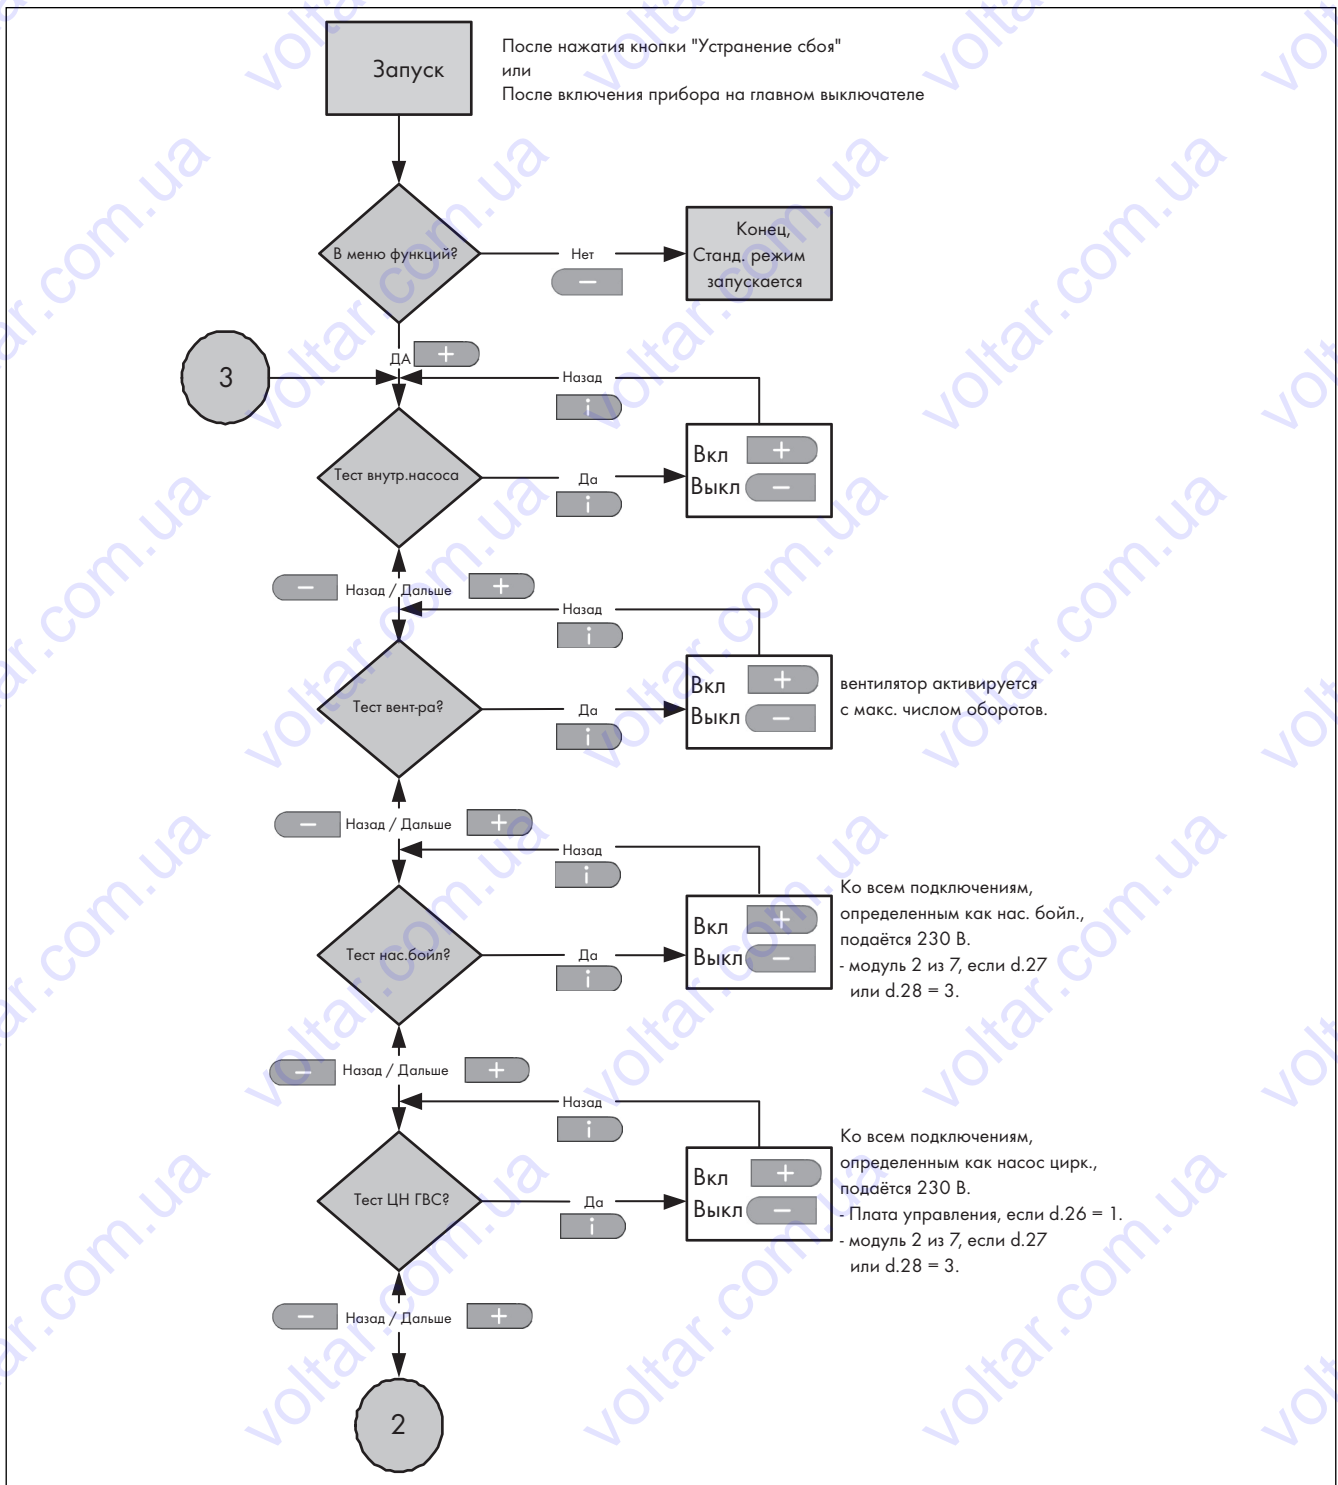 Запуск
После нажатия кнопки "Устранение сбоя"
или
После включения прибора на главном выключателе
В меню функций?
Нет
−
Конец,
Станд. режим
запускается
ДА +
3
Назад
i
Тест внутр.насоса
Да
i
Вкл +
Выкл −
− Назад / Дальше +
Назад
i
Тест вент-ра?
Да
i
Вкл +
Выкл −
вентилятор активируется
с макс. числом оборотов.
− Назад / Дальше +
Назад
i
Тест нас.бойл?
Да
i
Вкл +
Выкл −
Ко всем подключениям,
определенным как нас. бойл.,
подаётся 230 В.
- модуль 2 из 7, если d.27
или d.28 = 3.
− Назад / Дальше +
Назад
i
Тест ЦН ГВС?
Да
i
Вкл +
Выкл −
Ко всем подключениям,
определенным как насос цирк.,
подаётся 230 В.
- Плата управления, если d.26 = 1.
- модуль 2 из 7, если d.27
или d.28 = 3.
− Назад / Дальше +
2
voltar.com.ua